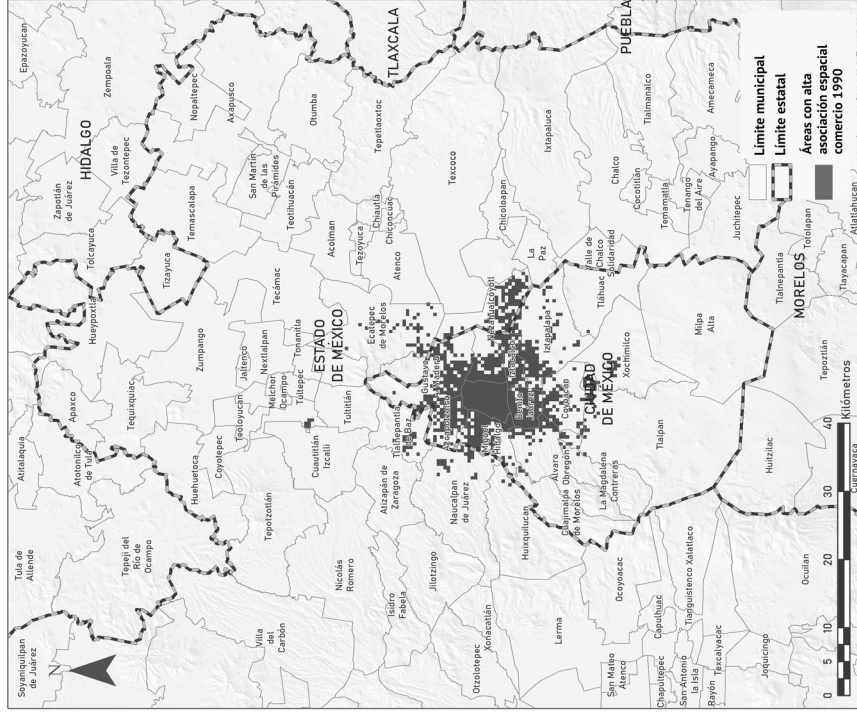 Soyaniquilpan
de Juárez
Tula de
Allende
Atitalaquia
Epazoyucan
N
Tepeji del
Río de
Ocampo
Atotonilco
de Tula
Apaxco
Hueypoxtla
Tolcayuca
Zapotlán
de Juárez
HIDALGO
Villa de
Tezontepec
Zempoala
Tequixquiac
Tizayuca
Temascalapa
Nopaltepec
Huehuetoca
Coyotepec
Zumpango
Axapusco
Villa
del
Carbón
Tepotzotlán
Teoloyucan
Jaltenco
Nextlalpan
Melchor
Ocampo
Tultepec
Tonanitla
Tecámac
San Martín
de las
Pirámides
Teotihuacán
Otumba
Cuautitlán
Izcalli
Tultitlán
ESTADO
DE MÉXICO
Acolman
Nicolás
Romero
Atizapán de
Zaragoza
Tlalnepantla
de Baz
Ecatepec
de Morelos
Tezoyuca
Chiautla
Chiconcuac
Atenco
Tepetlaoxtoc
TLAXCALA
Isidro
Fabela
Jilotzingo
Naucalpan
de Juárez
Azcapotzalco
Gustavo
Madero
Texcoco
Otzolotepec
Xonacatlán
Huixquilucan
Miguel
Hidalgo
Benito
Juárez
Iztacalco
Nezahualcóyotl
Chicoloapan
La
Paz
Iztapalapa
Ixtapaluca
Lerma
Cuajimalpa
de Morelos
Álvaro
Obregón
Coyoacán
CIUDAD
DE MÉXICO
Tláhuac
Valle de
Chalco
Solidaridad
Chalco
Cocotitlán
Temamatla
Tlalmanalco
PUEBLA
San Mateo
Atenco
Ocoyoacac
La Magdalena
Contreras
Xochimilco
Chapultepec
Capulhuac
Tlalpan
Milpa
Alta
Tenango
del Aire
Ayapango
Amecameca
San Antonio
la Isla
Rayón
Texcalyacac
Tianguistenco
Xalatlaco
Juchitepec
Joquicingo
Ocuilan
Huitzilac
Tepoztlán
Tlalnepantla
MORELOS
Totolapan
Tlayacapan
Atlatlahucan
Cuernavaca
Límite municipal
Límite estatal
Áreas con alta
asociación espacial
comercio 1990
0 5 10 20 30 40
Kilómetros